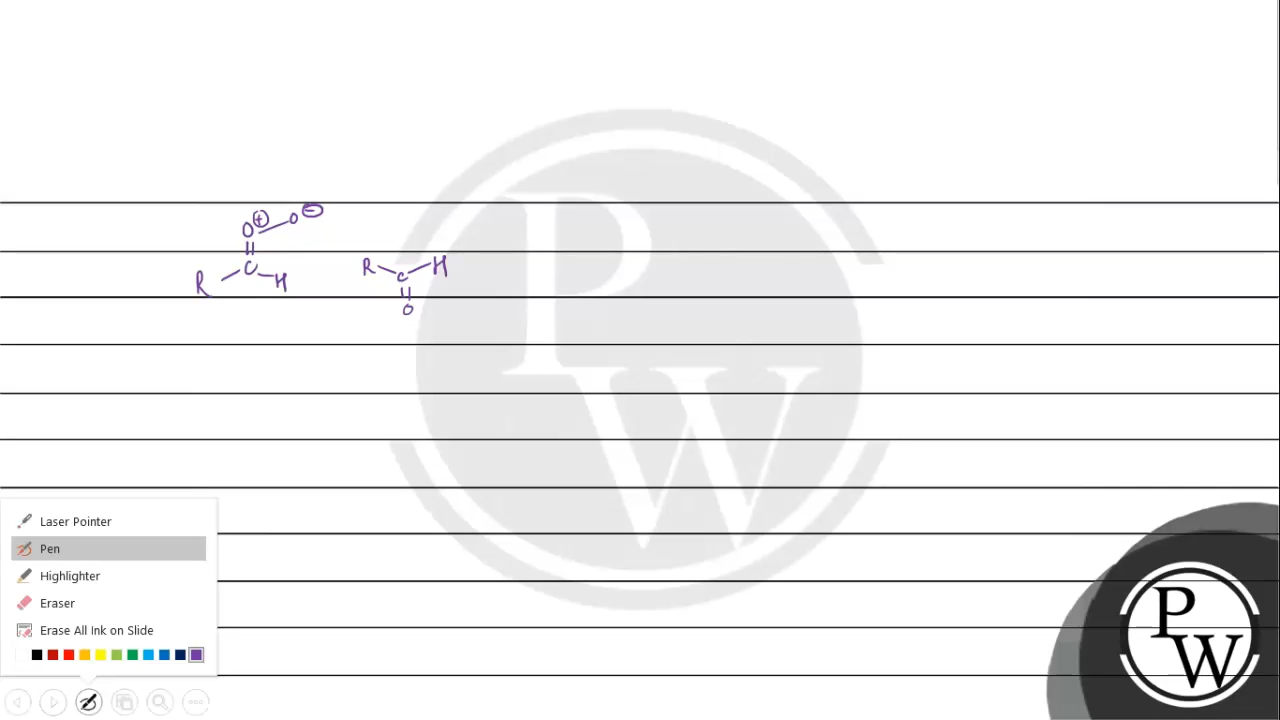 O⊕ O⊖
||
R C H R C H
||
O
P
W
Laser Pointer
Pen
Highlighter
Eraser
Erase All Ink on Slide
P
W